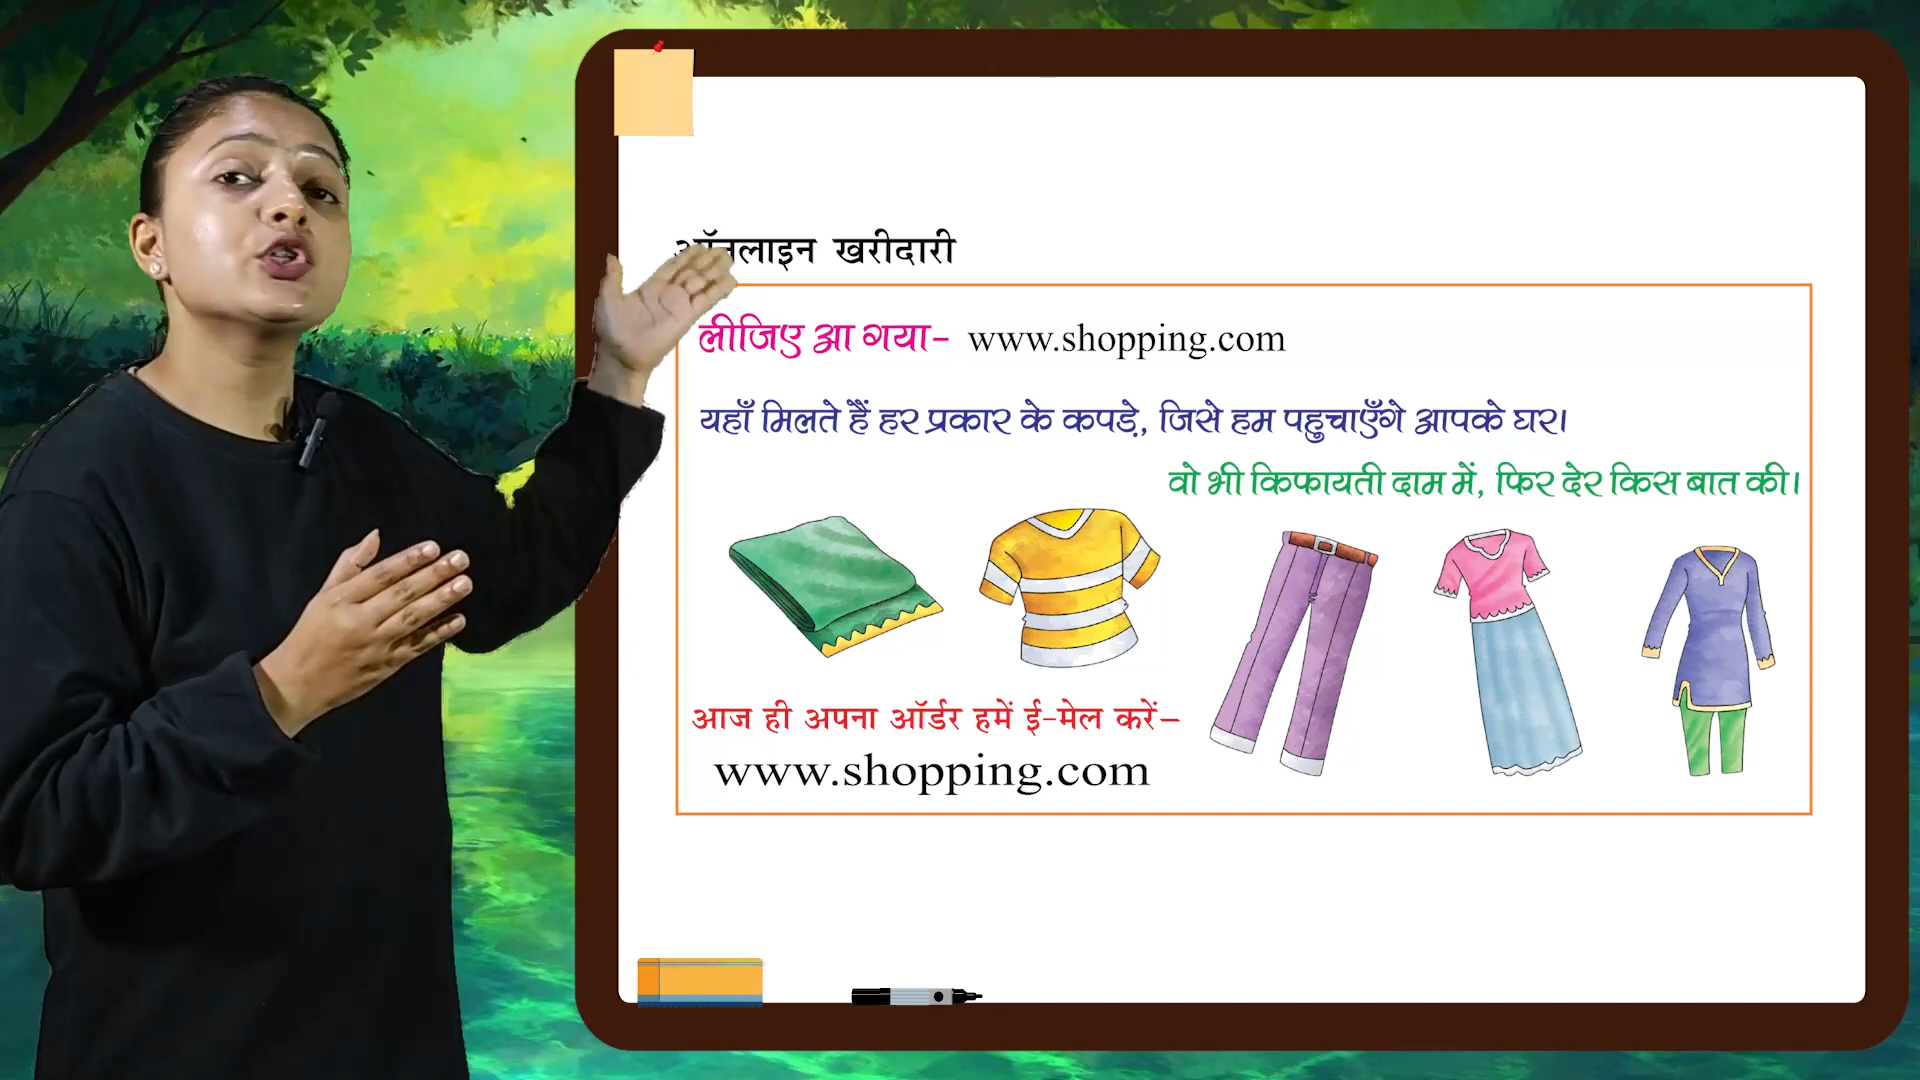 ऑनलाइन खरीदारी
लीजिए आ गया- www.shopping.com
यहाँ मिलते हैं हर प्रकार के कपड़े, जिसे हम पहुचाएँगे आपके घर।
वो भी किफायती दाम में, फिर देर किस बात की।
आज ही अपना ऑर्डर हमें ई-मेल करें–
www.shopping.com